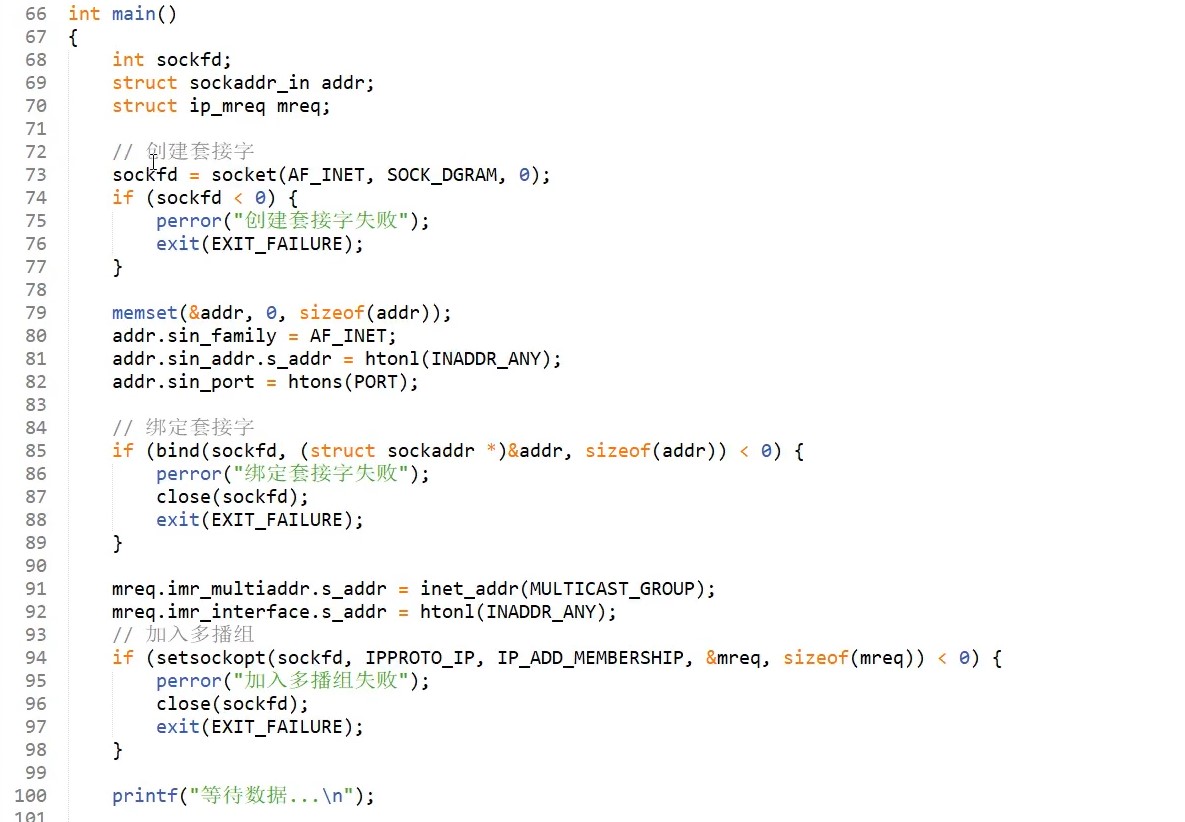 66 int main()
67 {
68     int sockfd;
69     struct sockaddr_in addr;
70     struct ip_mreq mreq;
71
72     // 创建套接字
73     sockfd = socket(AF_INET, SOCK_DGRAM, 0);
74     if (sockfd < 0) {
75         perror("创建套接字失败");
76         exit(EXIT_FAILURE);
77     }
78
79     memset(&addr, 0, sizeof(addr));
80     addr.sin_family = AF_INET;
81     addr.sin_addr.s_addr = htonl(INADDR_ANY);
82     addr.sin_port = htons(PORT);
83
84     // 绑定套接字
85     if (bind(sockfd, (struct sockaddr *)&addr, sizeof(addr)) < 0) {
86         perror("绑定套接字失败");
87         close(sockfd);
88         exit(EXIT_FAILURE);
89     }
90
91     mreq.imr_multiaddr.s_addr = inet_addr(MULTICAST_GROUP);
92     mreq.imr_interface.s_addr = htonl(INADDR_ANY);
93     // 加入多播组
94     if (setsockopt(sockfd, IPPROTO_IP, IP_ADD_MEMBERSHIP, &mreq, sizeof(mreq)) < 0) {
95         perror("加入多播组失败");
96         close(sockfd);
97         exit(EXIT_FAILURE);
98     }
99
100     printf("等待数据...\n");
101